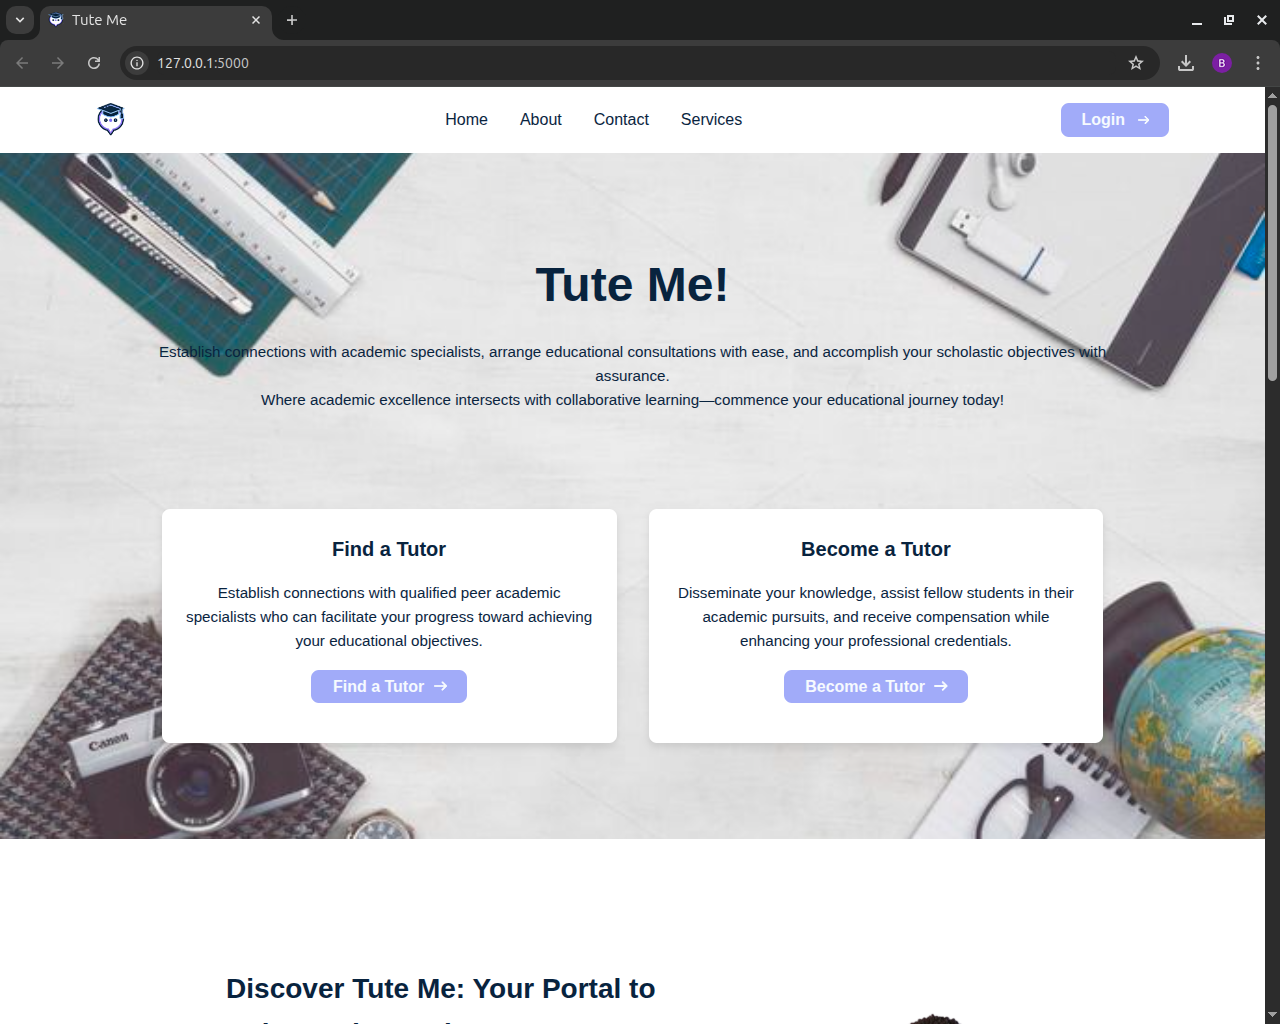 Tute Me
127.0.0.1:5000
Home
About
Contact
Services
Login
Tute Me!
Establish connections with academic specialists, arrange educational consultations with ease, and accomplish your scholastic objectives with
assurance.
Where academic excellence intersects with collaborative learning—commence your educational journey today!
Find a Tutor
Establish connections with qualified peer academic
specialists who can facilitate your progress toward achieving
your educational objectives.
Find a Tutor
Become a Tutor
Disseminate your knowledge, assist fellow students in their
academic pursuits, and receive compensation while
enhancing your professional credentials.
Become a Tutor
Canon
Discover Tute Me: Your Portal to